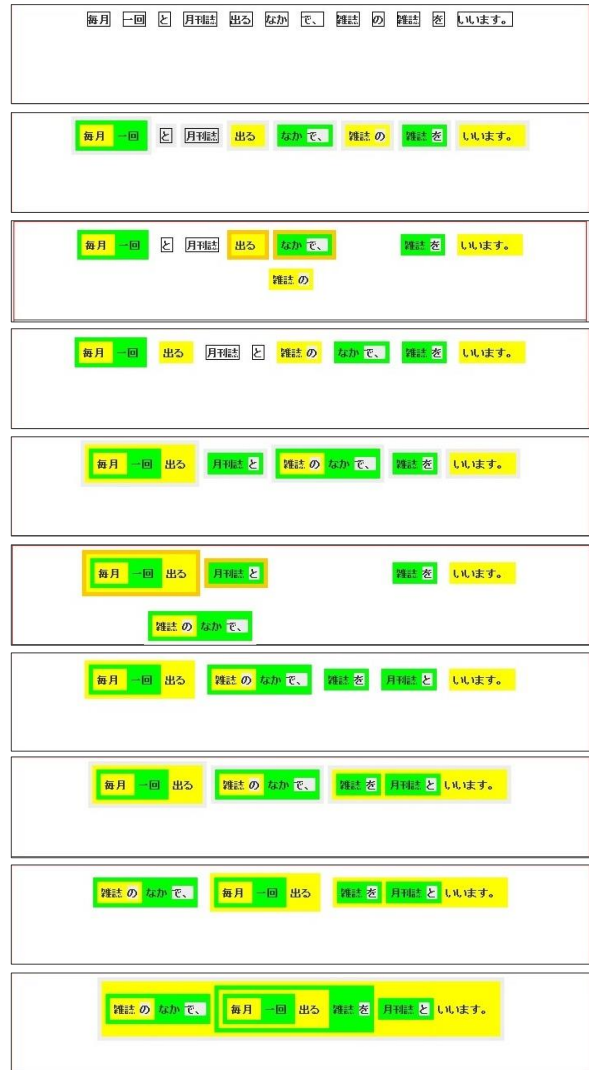 毎月 一回 と 月刊誌 出る なか で、 雑誌 の 雑誌 を いいます。
毎月 一回 と 月刊誌 出る なか で、 雑誌 の 雑誌 を いいます。
毎月 一回 と 月刊誌 出る なか で、 雑誌 を いいます。
雑誌 の
毎月 一回 出る 月刊誌 と 雑誌 の なか で、 雑誌 を いいます。
毎月 一回 出る 月刊誌 と 雑誌 の なか で、 雑誌 を いいます。
毎月 一回 出る 月刊誌 と 雑誌 を いいます。
雑誌 の なか で、
毎月 一回 出る 雑誌 の なか で、 雑誌 を 月刊誌 と いいます。
毎月 一回 出る 雑誌 の なか で、 雑誌 を 月刊誌 と いいます。
雑誌 の なか で、 毎月 一回 出る 雑誌 を 月刊誌 と いいます。
雑誌 の なか で、 毎月 一回 出る 雑誌 を 月刊誌 と いいます。